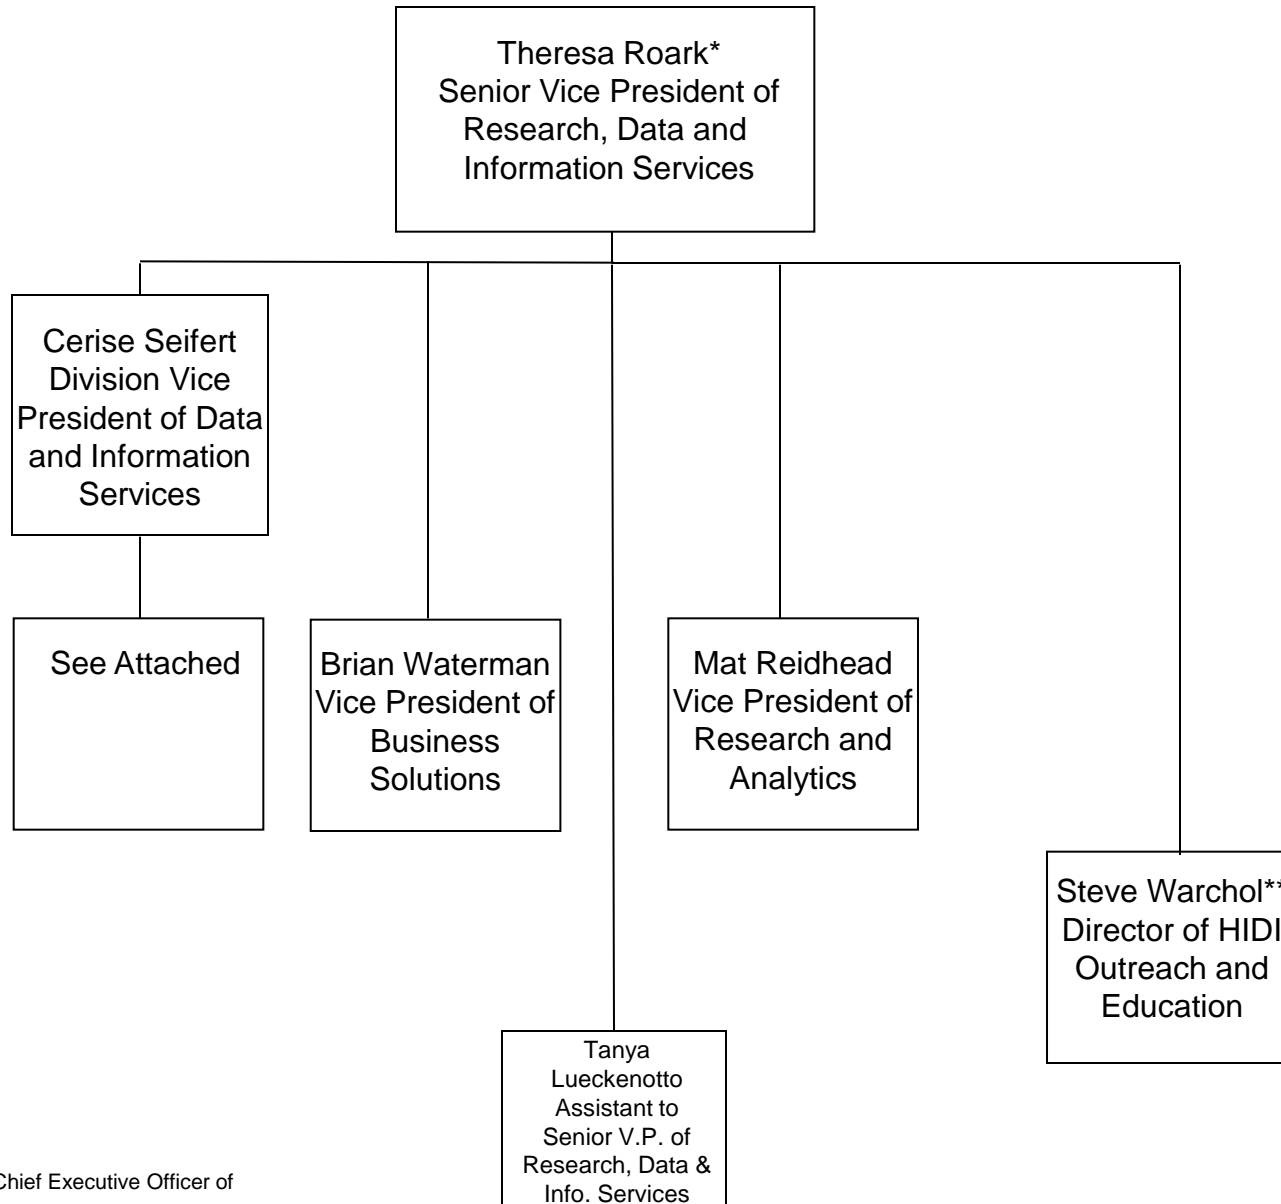 Theresa Roark*
Senior Vice President of
Research, Data and
Information Services
Cerise Seifert
Division Vice
President of Data
and Information
Services
See Attached
Brian Waterman
Vice President of
Business
Solutions
Mat Reidhead
Vice President of
Research and
Analytics
Steve Warchol**
Director of HIDI
Outreach and
Education
Tanya
Lueckenotto
Assistant to
Senior V.P. of
Research, Data &
Info. Services
Chief Executive Officer of